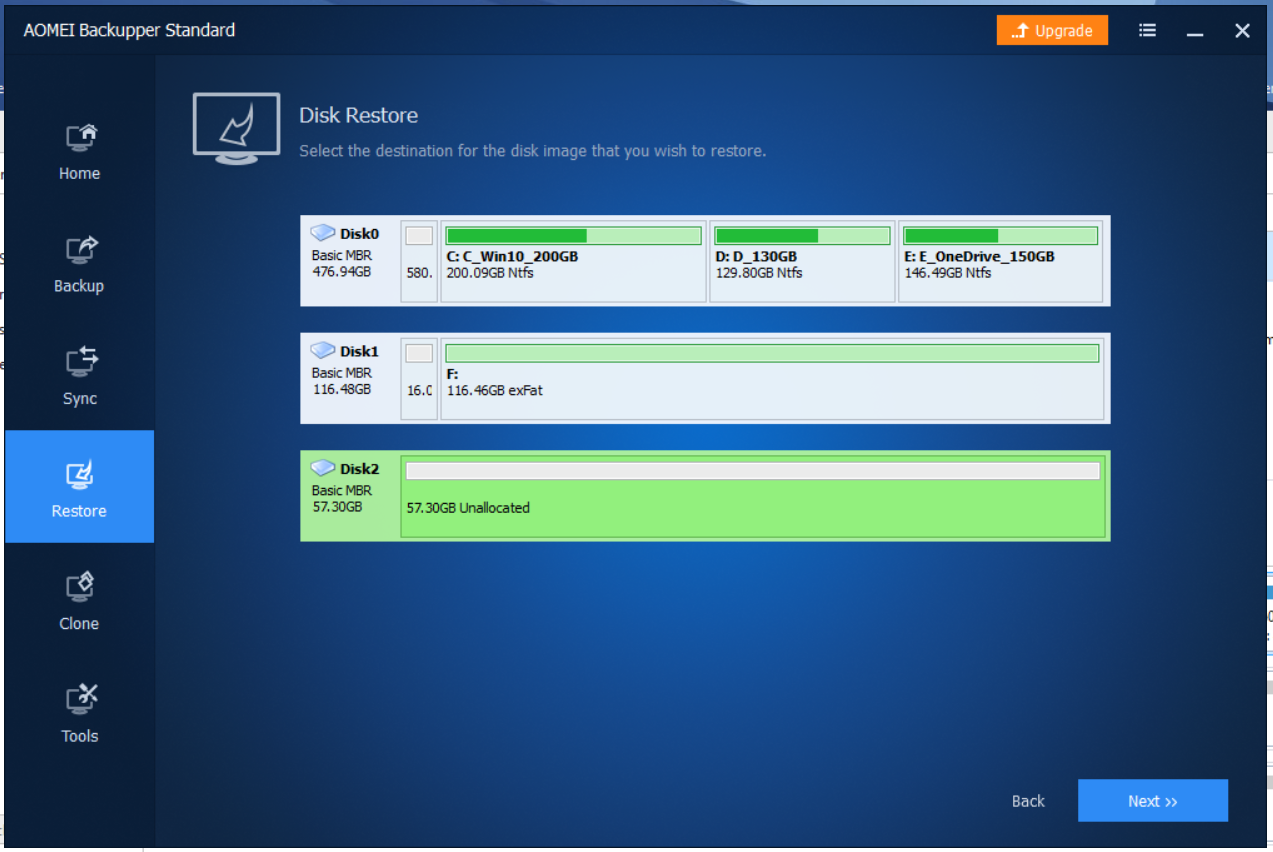 AOMEI Backupper Standard
Upgrade
Home
Backup
Sync
Restore
Clone
Tools
Disk Restore
Select the destination for the disk image that you wish to restore.
Disk0
Basic MBR
476.94GB
580.
C: C_Win10_200GB
200.09GB Ntfs
D: D_130GB
129.80GB Ntfs
E: E_OneDrive_150GB
146.49GB Ntfs
Disk1
Basic MBR
116.48GB
16.0
F:
116.46GB exFat
Disk2
Basic MBR
57.30GB
57.30GB Unallocated
Back
Next >>